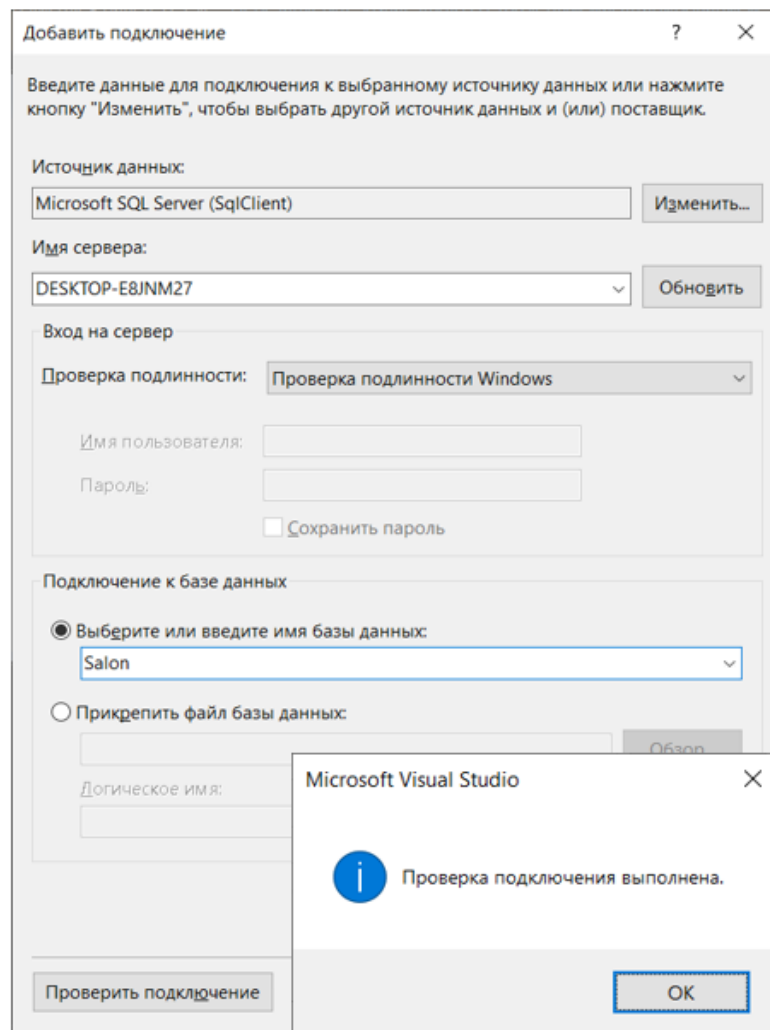 Добавить подключение
?
Введите данные для подключения к выбранному источнику данных или нажмите
кнопку "Изменить", чтобы выбрать другой источник данных и (или) поставщик.
Источник данных:
Microsoft SQL Server (SqlClient)
Изменить...
Имя сервера:
DESKTOP-E8JNM27
Обновить
Вход на сервер
Проверка подлинности:
Проверка подлинности Windows
Имя пользователя:
Пароль:
Сохранить пароль
Подключение к базе данных
Выберите или введите имя базы данных:
Salon
Прикрепить файл базы данных:
Обзор...
Логическое имя:
Microsoft Visual Studio
Проверка подключения выполнена.
Проверить подключение
OK